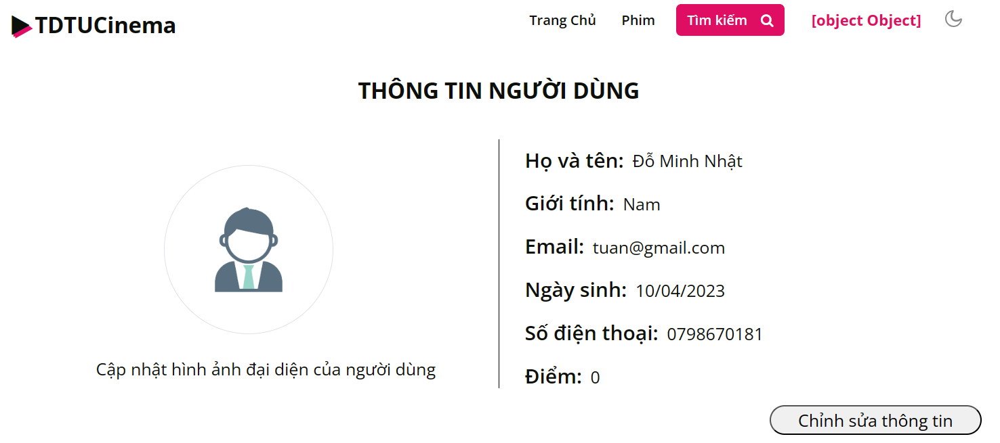 TDTUCinema
Trang Chủ Phim Tìm kiếm [object Object]
THÔNG TIN NGƯỜI DÙNG
Họ và tên: Đỗ Minh Nhật
Giới tính: Nam
Email: tuan@gmail.com
Ngày sinh: 10/04/2023
Số điện thoại: 0798670181
Điểm: 0
Cập nhật hình ảnh đại diện của người dùng
Chỉnh sửa thông tin